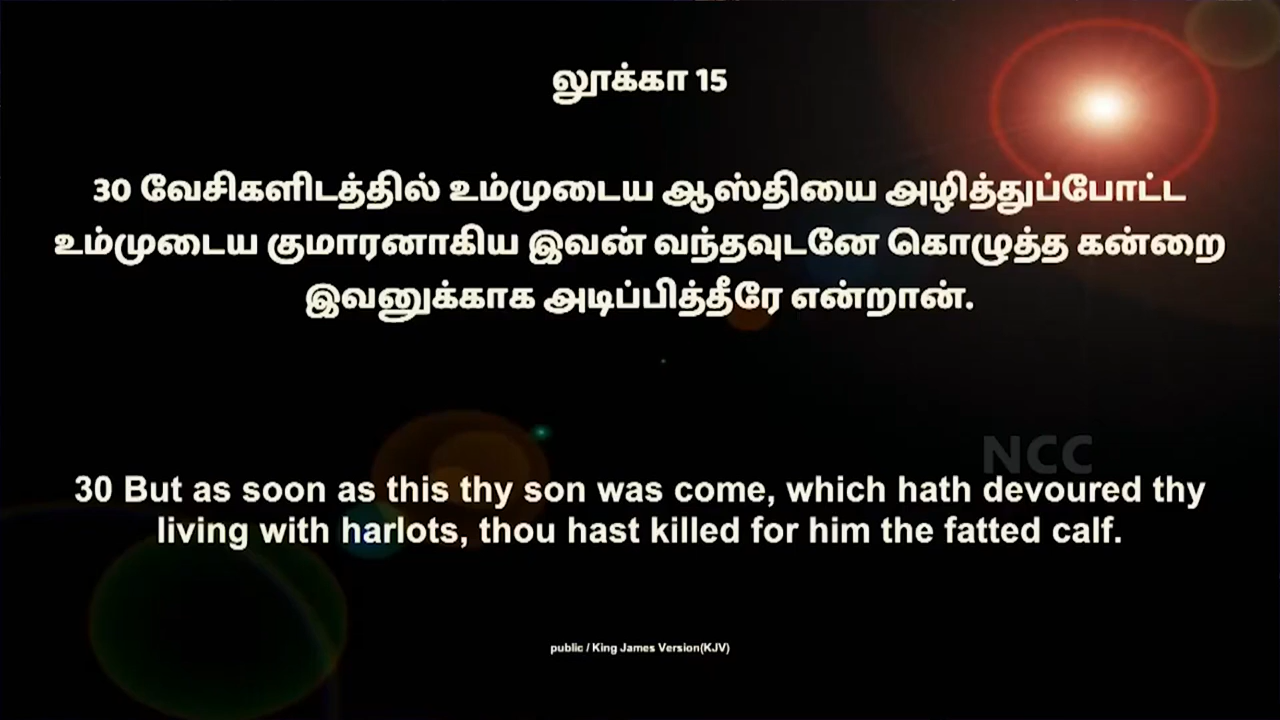 லூக்கா 15
30 வேசிகளிடத்தில் உம்முடைய ஆஸ்தியை அழித்துப்போட்ட
உம்முடைய குமாரனாகிய இவன் வந்தவுடனே கொழுத்த கன்றை
இவனுக்காக அடிப்பித்தீரே என்றான்.
NCC
30 But as soon as this thy son was come, which hath devoured thy
living with harlots, thou hast killed for him the fatted calf.
public / King James Version(KJV)